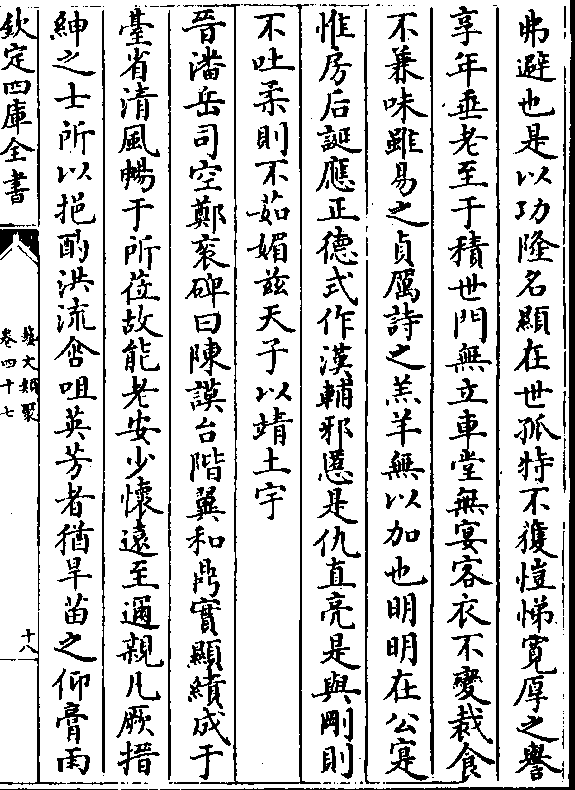 弗避也是以功隆名顯在世孤特不獲愷悌寛厚之譽
享年垂老至于積世門無立車堂無宴客衣不變裁食
不兼味雖易之貞厲詩之羔羊無以加也明明在公寔
惟房后誕應正德式作漢輔邪慝是仇直亮是與剛則
不吐柔則不茹媚兹天子以靖土宇
晉潘岳司空鄭袤碑曰陳謨台階翼和鼎實顯績成于
臺省清風暢于所莅故能老安少懷遠至邇親凡厥搢
紳之士所以挹酌洪流含咀英芳者猶旱苗之仰膏雨
欽定四庫全書
藝文類聚
卷四十七
十八